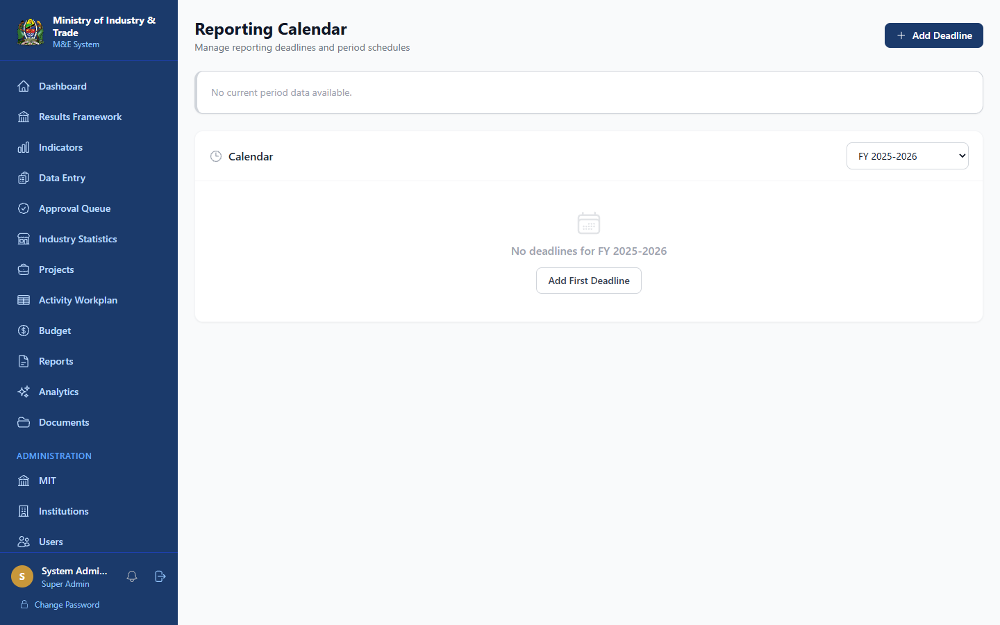 Ministry of Industry &
Trade
M&E System
Dashboard
Results Framework
Indicators
Data Entry
Approval Queue
Industry Statistics
Projects
Activity Workplan
Budget
Reports
Analytics
Documents
ADMINISTRATION
MIT
Institutions
Users
S
System Admi...
Super Admin
Change Password
Reporting Calendar
Manage reporting deadlines and period schedules
Add Deadline
No current period data available.
Calendar
FY 2025-2026
No deadlines for FY 2025-2026
Add First Deadline